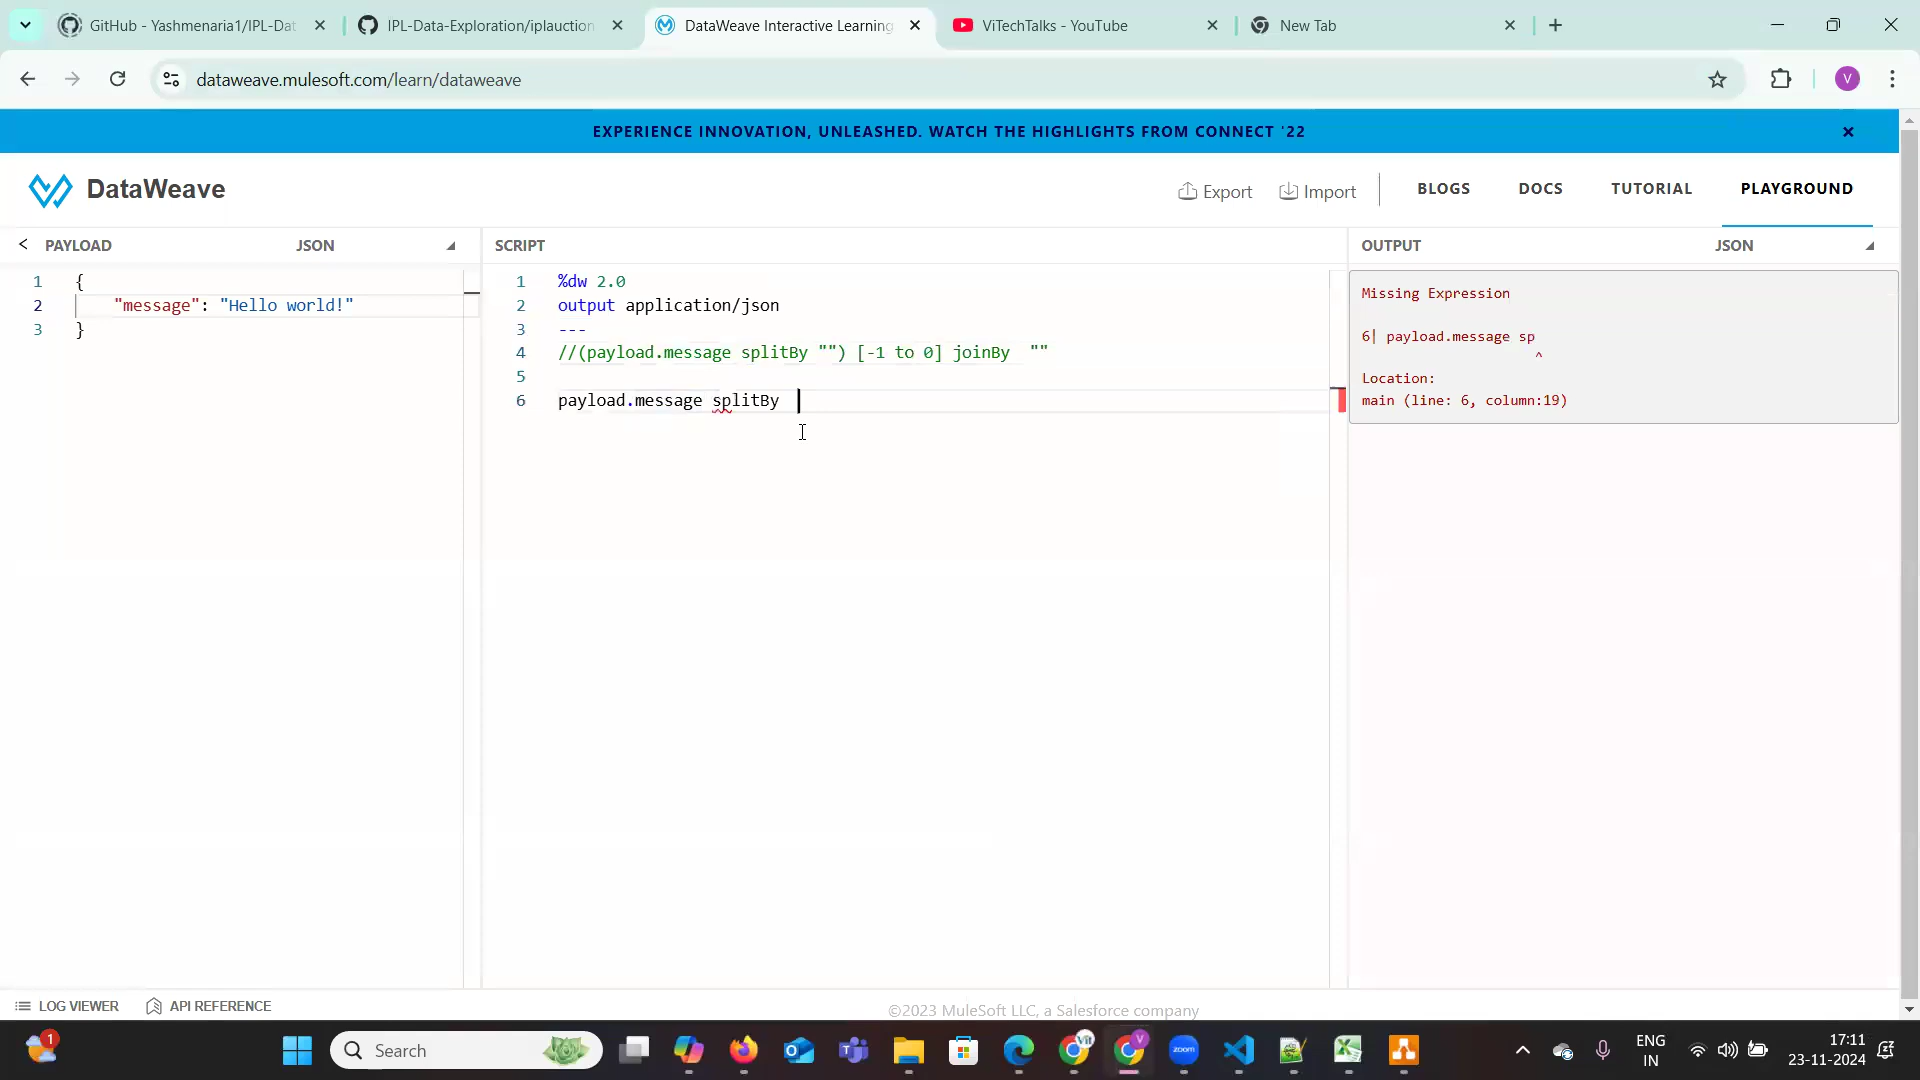 GitHub - Yashmenaria1/IPL-Dat
IPL-Data-Exploration/iplauction
DataWeave Interactive Learning
ViTechTalks - YouTube
New Tab
dataweave.mulesoft.com/learn/dataweave
V
EXPERIENCE INNOVATION, UNLEASHED. WATCH THE HIGHLIGHTS FROM CONNECT '22
DataWeave
Export
Import
BLOGS
DOCS
TUTORIAL
PLAYGROUND
PAYLOAD
JSON
1 {
2 "message": "Hello world!"
3 }
SCRIPT
1 %dw 2.0
2 output application/json
3 ---
4 //(payload.message splitBy "") [-1 to 0] joinBy  ""
5
6 payload.message splitBy
OUTPUT
JSON
Missing Expression
6| payload.message sp
^
Location:
main (line: 6, column:19)
LOG VIEWER
API REFERENCE
©2023 MuleSoft LLC, a Salesforce company
1
Search
Vit
V
zoom
ENG
IN
17:11
23-11-2024